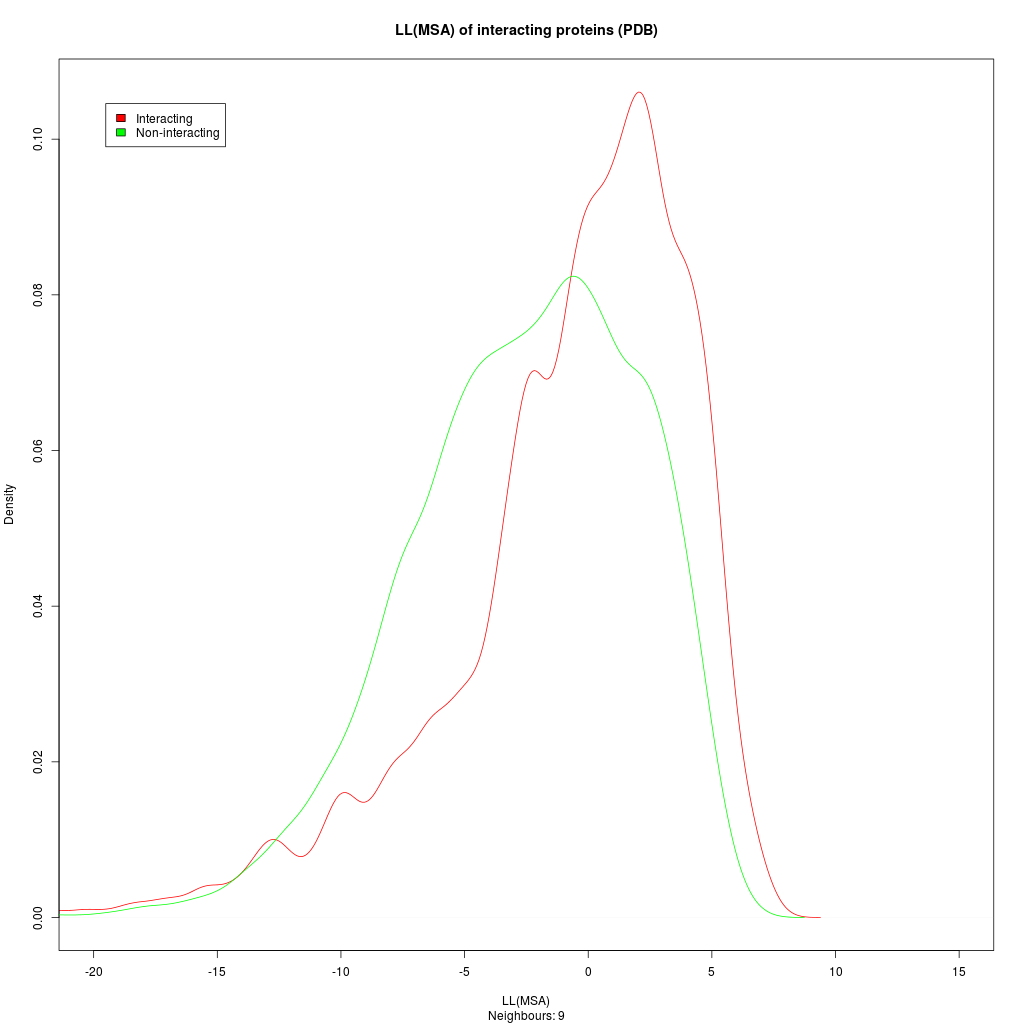 LL(MSA) of interacting proteins (PDB)
Interacting
Non-interacting
Density
0.00
0.02
0.04
0.06
0.08
0.10
-20
-15
-10
-5
0
5
10
15
LL(MSA)
Neighbours: 9